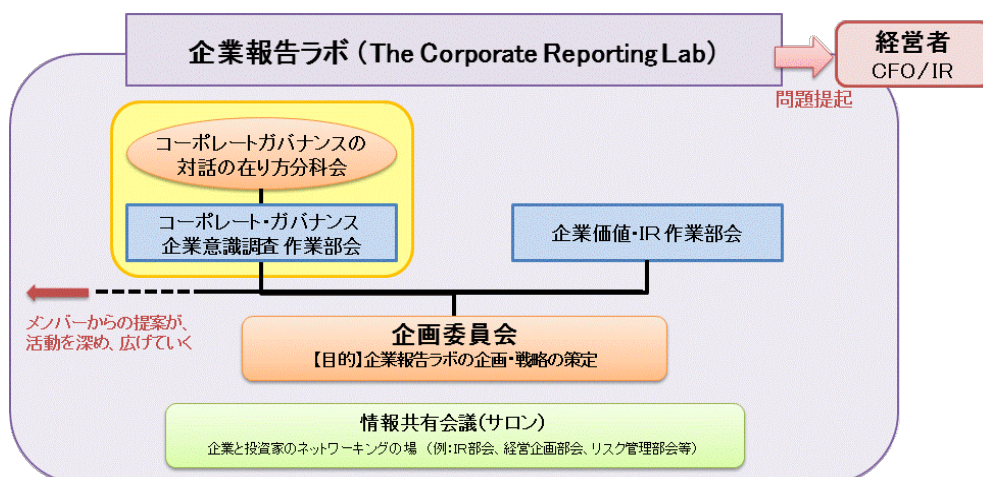 企業報告ラボ（The Corporate Reporting Lab）
経営者
CFO/IR
問題提起
コーポレートガバナンスの
対話の在り方分科会
コーポレート・ガバナンス
企業意識調査 作業部会
企業価値・IR 作業部会
メンバーからの提案が、
活動を深め、広げていく
企画委員会
【目的】企業報告ラボの企画・戦略の策定
情報共有会議(サロン)
企業と投資家のネットワーキングの場 （例：IR部会、経営企画部会、リスク管理部会等）